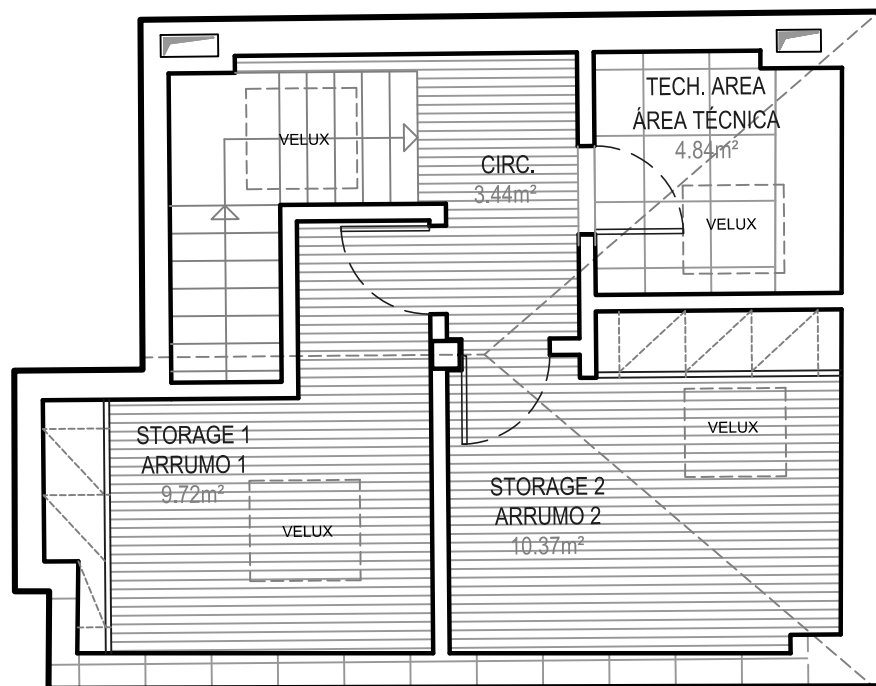 TECH. AREA
ÁREA TÉCNICA
4.84m²
VELUX
CIRC.
3.44m²
VELUX
STORAGE 1
ARRUMO 1
9.72m²
VELUX
VELUX
STORAGE 2
ARRUMO 2
10.37m²